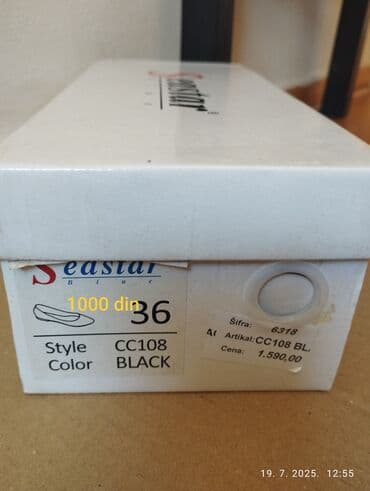 Seastar
Seastar
Blue
1000 din
36
Style CC108
Color BLACK
Šifra: 6318
Artikal:CC108 BL.
Cena: 1.590,00
19. 7. 2025. 12:55